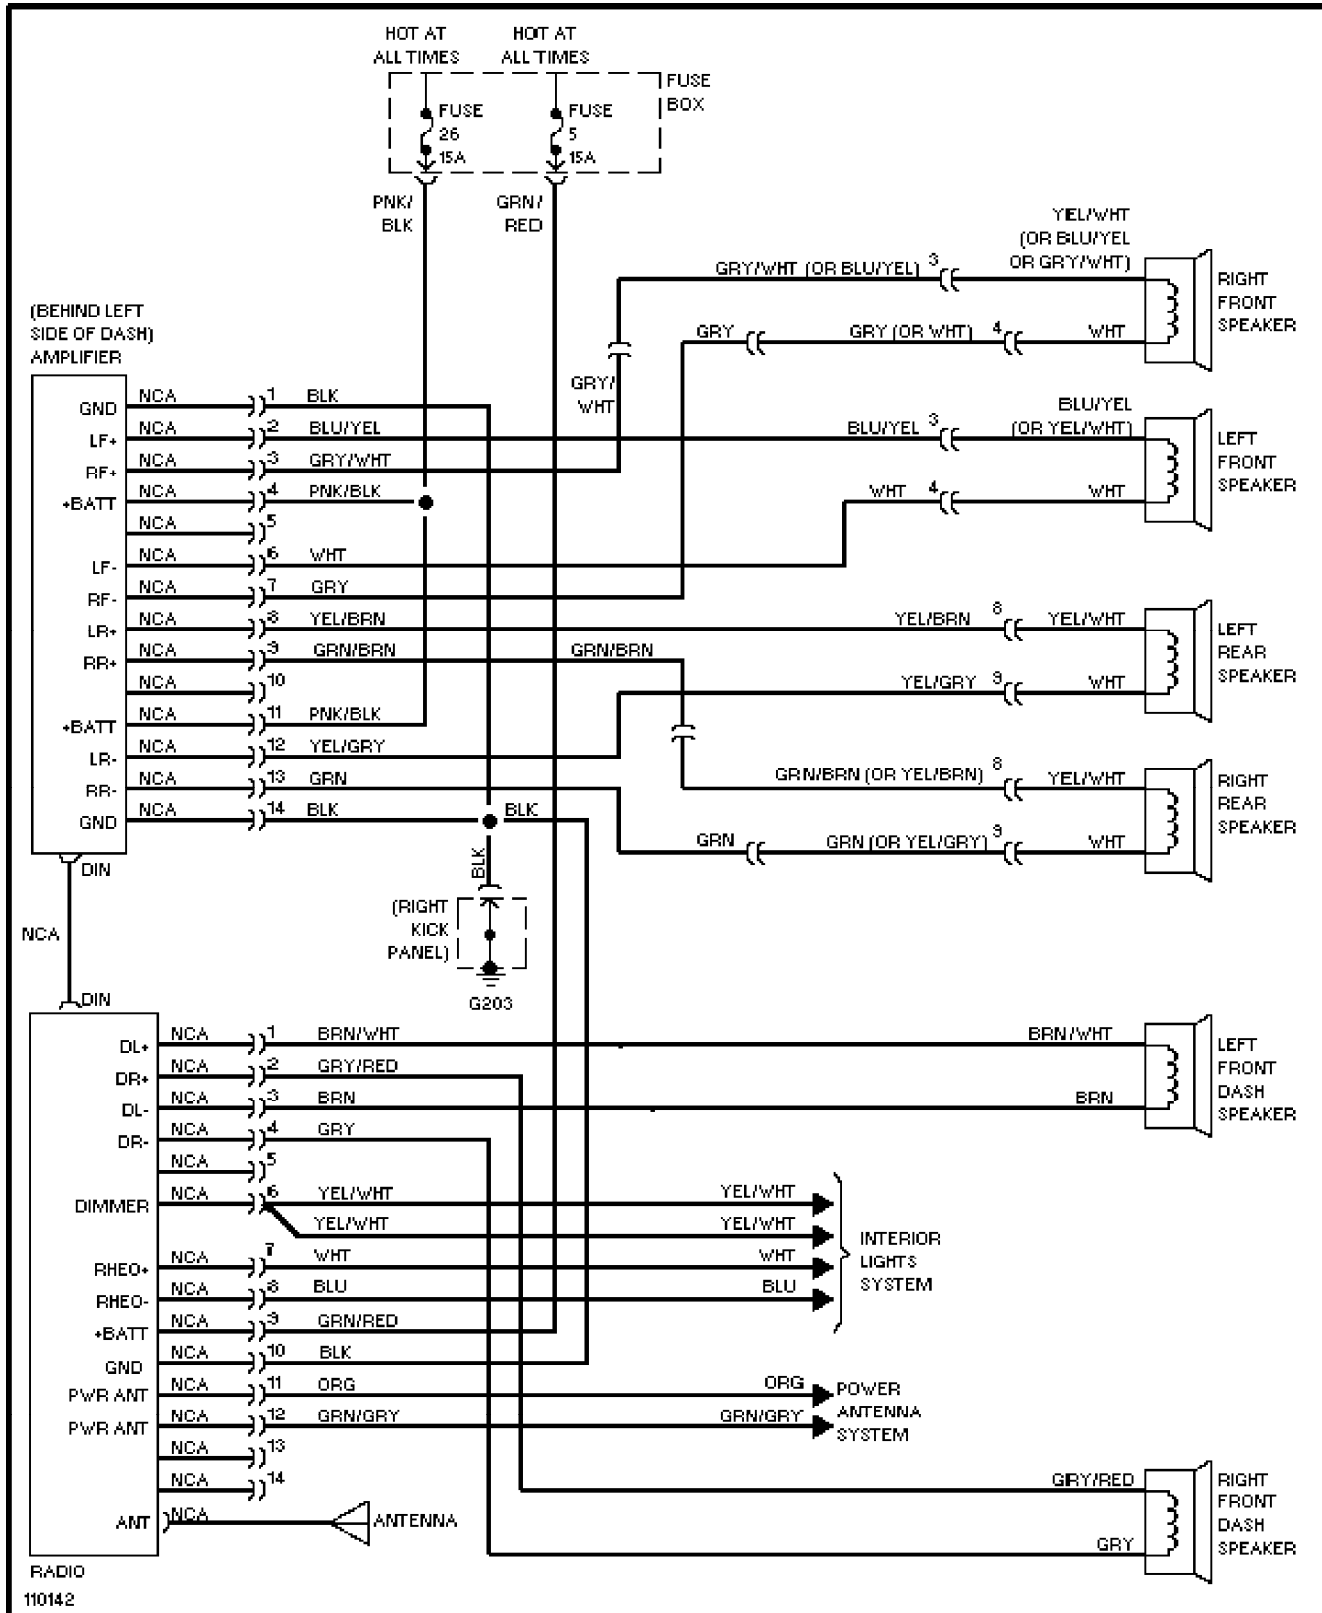 HOT AT
ALL TIMES
HOT AT
ALL TIMES
FUSE
BOX
FUSE
26
15A
FUSE
5
15A
PNK/
BLK
GRN/
RED
YEL/WHT
(OR BLU/YEL
OR GRY/WHT)
GRY/WHT (OR BLU/YEL) 3
RIGHT
FRONT
SPEAKER
GRY
GRY (OR WHT) 4
WHT
GRY/
WHT
(BEHIND LEFT
SIDE OF DASH)
AMPLIFIER
GND NCA 1 BLK
LF+ NCA 2 BLU/YEL
RF+ NCA 3 GRY/WHT
+BATT NCA 4 PNK/BLK
NCA 5
LF- NCA 6 WHT
RF- NCA 7 GRY
LR+ NCA 8 YEL/BRN
RR+ NCA 9 GRN/BRN GRN/BRN
NCA 10
+BATT NCA 11 PNK/BLK
LR- NCA 12 YEL/GRY
RR- NCA 13 GRN
GND NCA 14 BLK BLK
BLU/YEL 3
BLU/YEL
(OR YEL/WHT)
WHT 4 WHT
LEFT
FRONT
SPEAKER
YEL/BRN 8 YEL/WHT
YEL/GRY 9 WHT
LEFT
REAR
SPEAKER
GRN/BRN (OR YEL/BRN) 8 YEL/WHT
GRN GRN (OR YEL/GRY) 9 WHT
RIGHT
REAR
SPEAKER
DIN
NCA
DIN
BLK
(RIGHT
KICK
PANEL)
G203
DL+ NCA 1 BRN/WHT BRN/WHT
DR+ NCA 2 GRY/RED
DL- NCA 3 BRN BRN
DR- NCA 4 GRY
NCA 5
DIMMER NCA 6 YEL/WHT YEL/WHT
YEL/WHT YEL/WHT
RHEO+ NCA 7 WHT WHT
RHEO- NCA 8 BLU BLU
+BATT NCA 9 GRN/RED
GND NCA 10 BLK
PWR ANT NCA 11 ORG ORG
PWR ANT NCA 12 GRN/GRY GRN/GRY
NCA 13
NCA 14
ANT NCA ANTENNA
LEFT
FRONT
DASH
SPEAKER
INTERIOR
LIGHTS
SYSTEM
POWER
ANTENNA
SYSTEM
GRY/RED
GRY
RIGHT
FRONT
DASH
SPEAKER
RADIO
110142